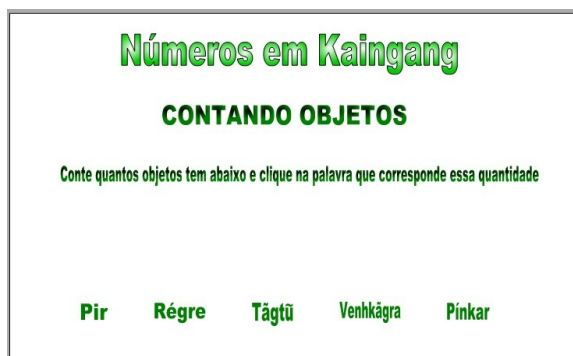 Números em Kaingang
CONTANDO OBJETOS
Conte quantos objetos tem abaixo e clique na palavra que corresponde essa quantidade
Pir Régre Tãgtũ Venhkãgra Pínkar